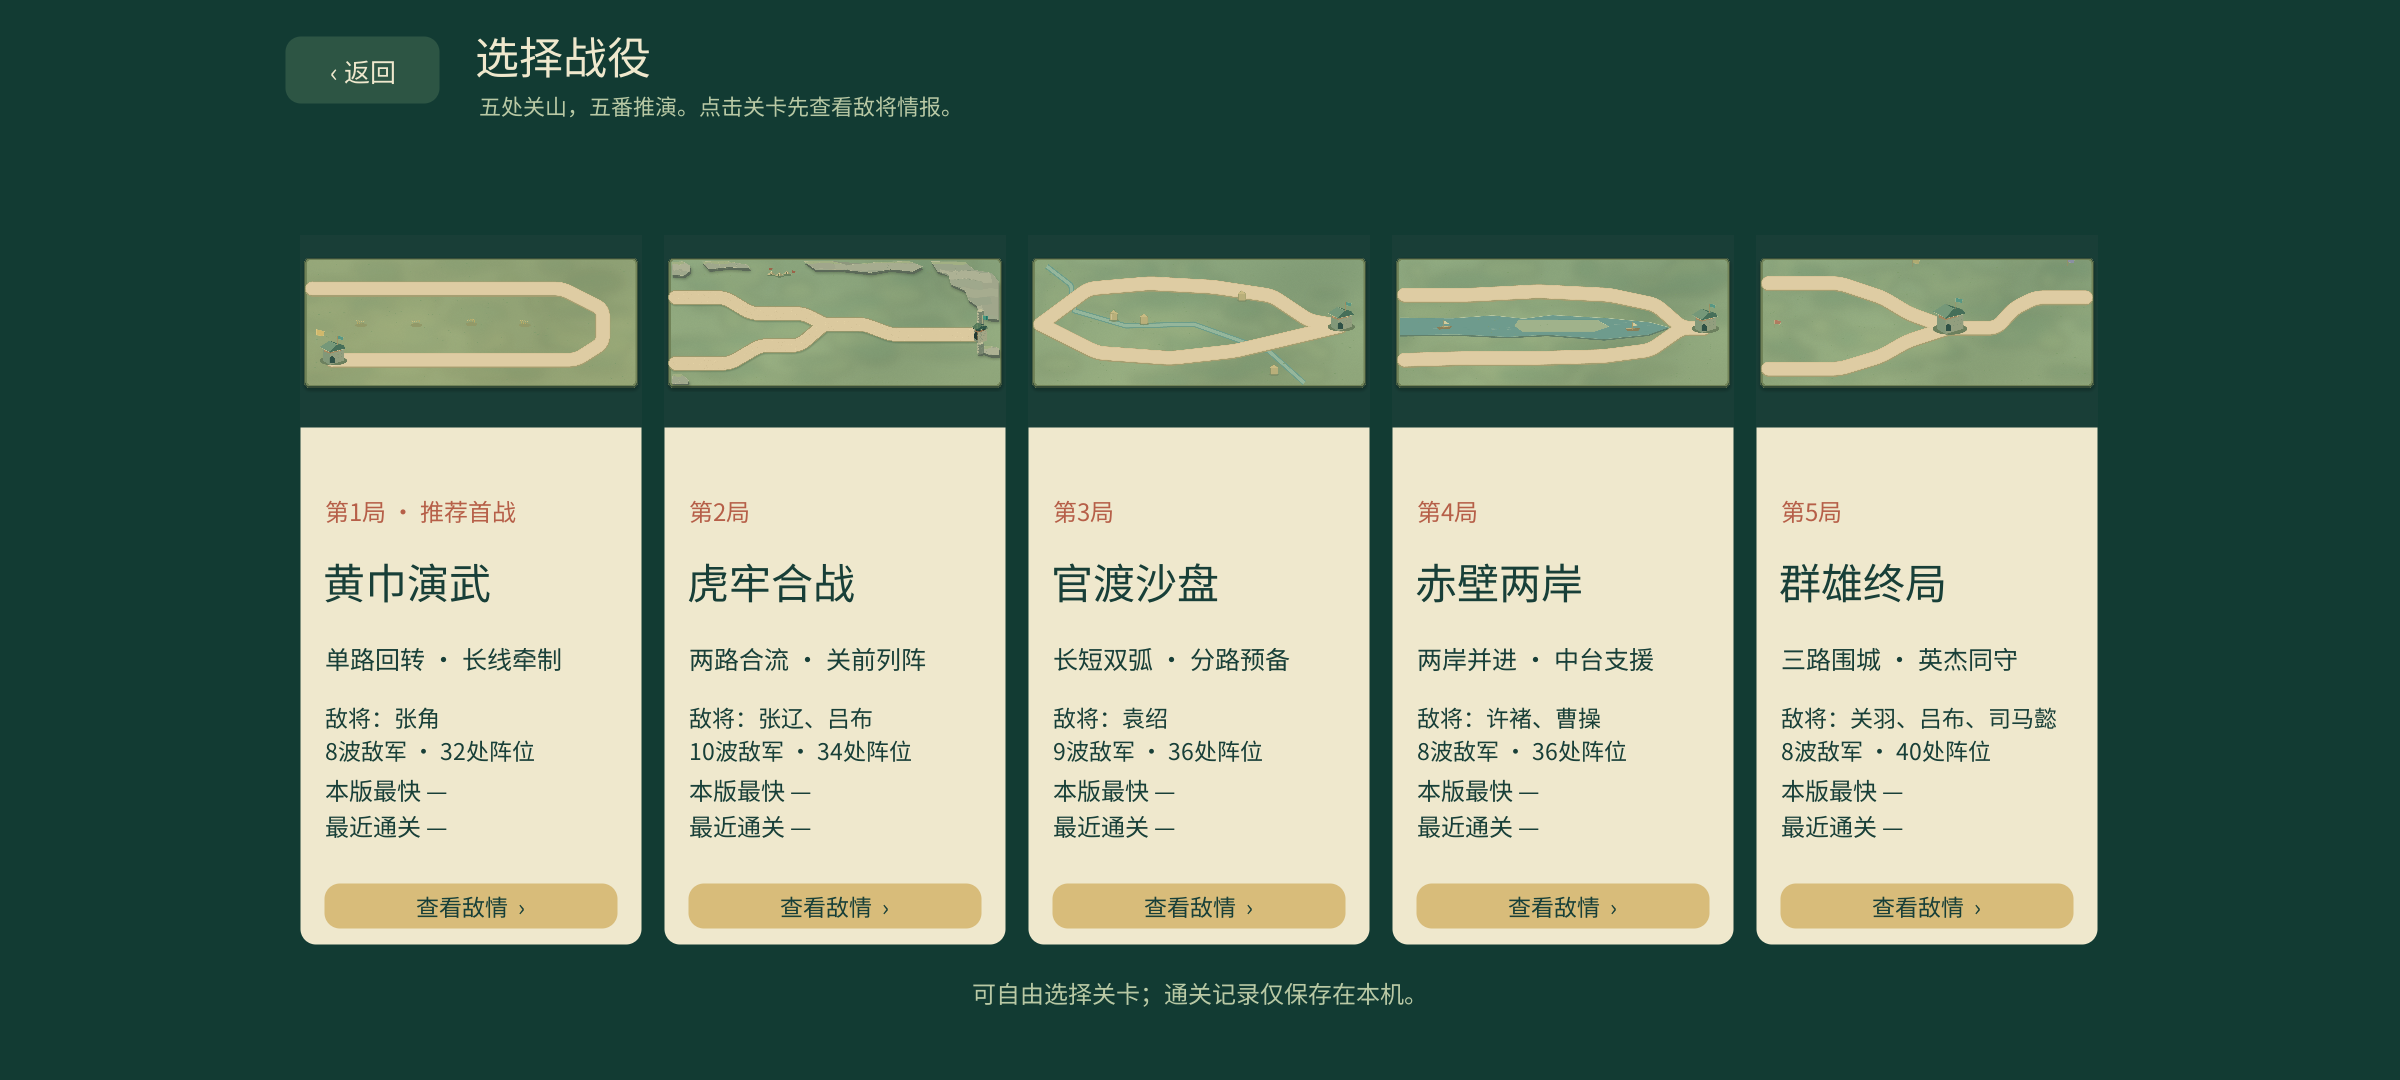 ‹ 返回
选择战役
五处关山，五番推演。点击关卡先查看敌将情报。
第1局 · 推荐首战
黄巾演武
单路回转 · 长线牵制
敌将：张角
8波敌军 · 32处阵位
本版最快 —
最近通关 —
查看敌情 ›
第2局
虎牢合战
两路合流 · 关前列阵
敌将：张辽、吕布
10波敌军 · 34处阵位
本版最快 —
最近通关 —
查看敌情 ›
第3局
官渡沙盘
长短双弧 · 分路预备
敌将：袁绍
9波敌军 · 36处阵位
本版最快 —
最近通关 —
查看敌情 ›
第4局
赤壁两岸
两岸并进 · 中台支援
敌将：许褚、曹操
8波敌军 · 36处阵位
本版最快 —
最近通关 —
查看敌情 ›
第5局
群雄终局
三路围城 · 英杰同守
敌将：关羽、吕布、司马懿
8波敌军 · 40处阵位
本版最快 —
最近通关 —
查看敌情 ›
可自由选择关卡；通关记录仅保存在本机。